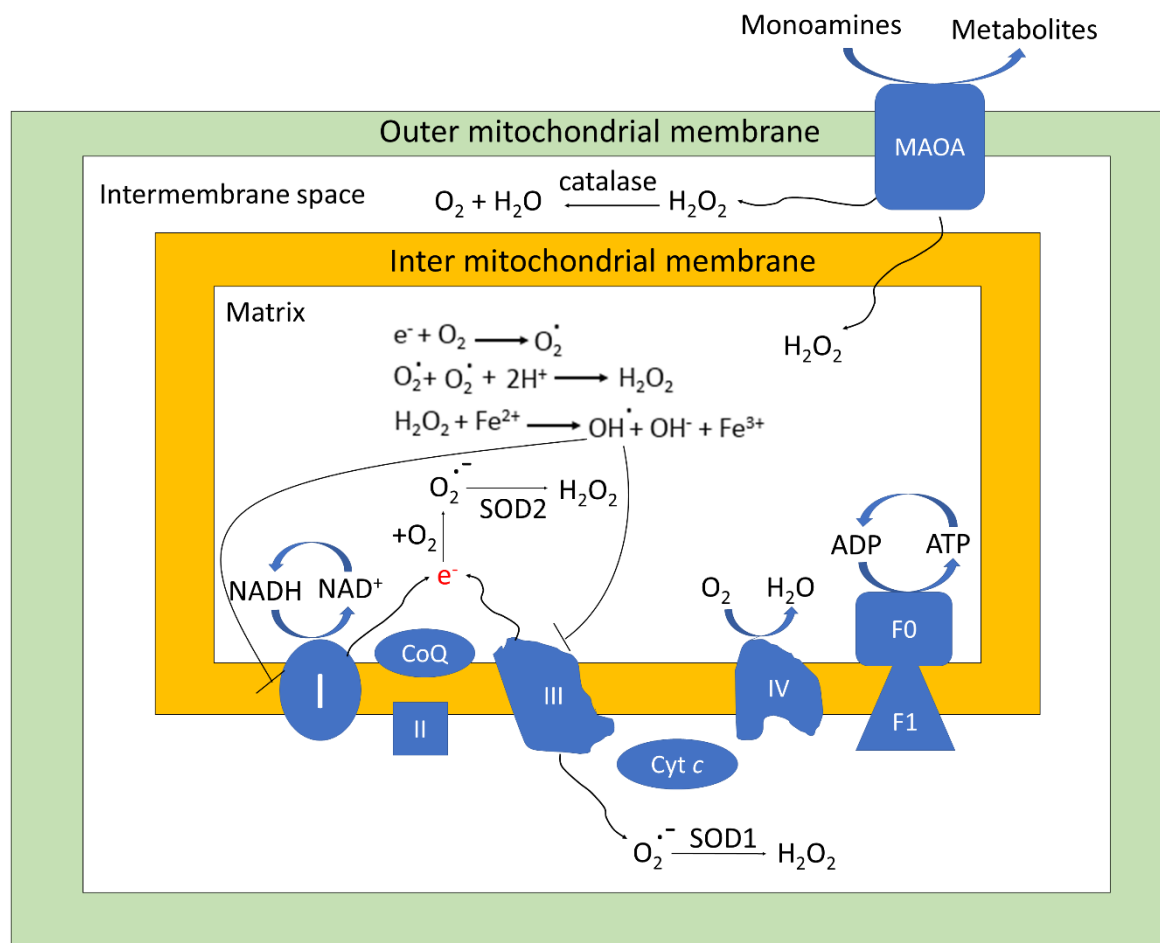 Monoamines Metabolites
Outer mitochondrial membrane
MAOA
Intermembrane space
O₂ + H₂O catalase H₂O₂
Inter mitochondrial membrane
Matrix
H₂O₂
e⁻ + O₂ ⟶ O₂•
O₂• + O₂• + 2H⁺ ⟶ H₂O₂
H₂O₂ + Fe²⁺ ⟶ OH• + OH⁻ + Fe³⁺
O₂•⁻ SOD2 H₂O₂
+O₂
e⁻
NADH NAD⁺
O₂ H₂O
ADP ATP
I
CoQ
II
III
IV
F0
F1
Cyt c
O₂•⁻ SOD1 H₂O₂